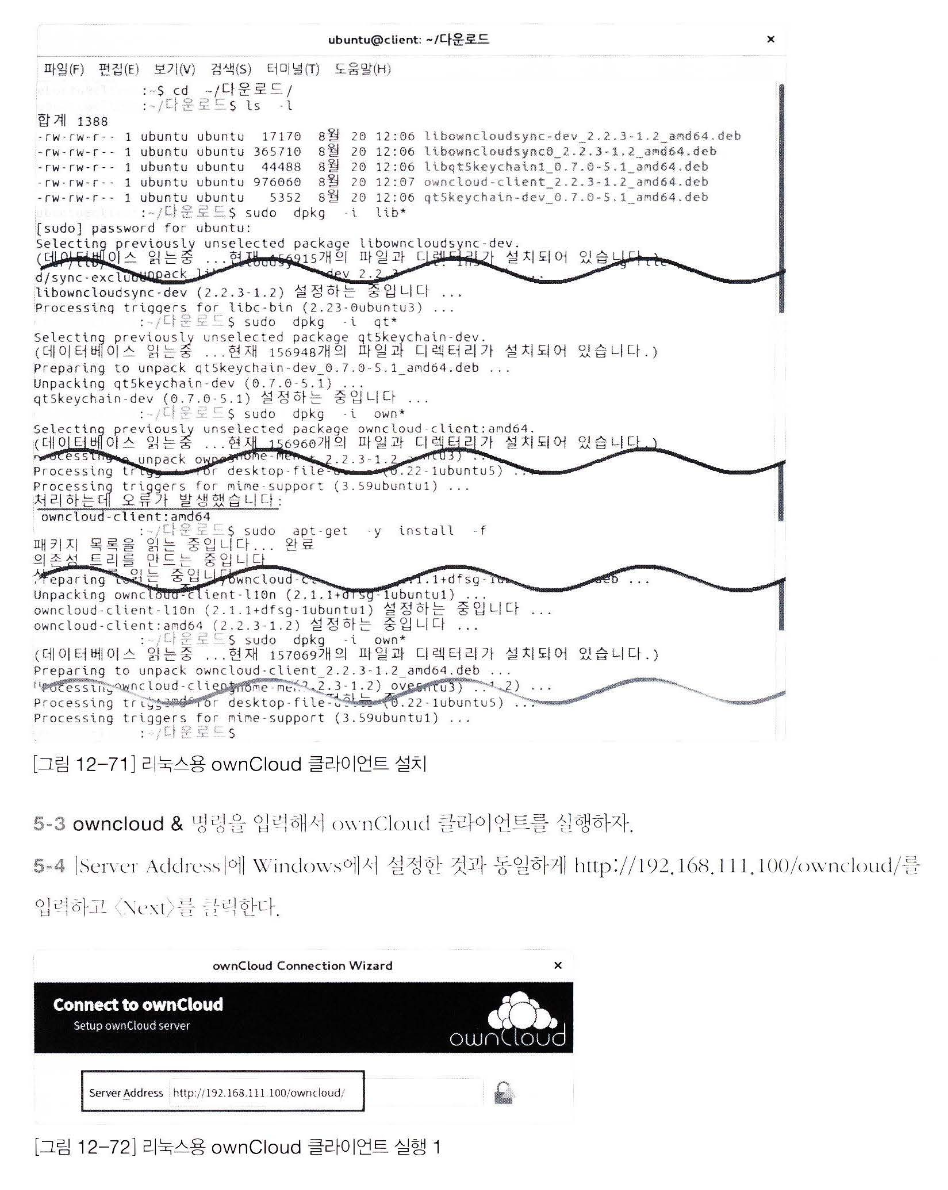 ubuntu@client: ~/다운로드 ×
파일(F) 편집(E) 보기(V) 검색(S) 터미널(T) 도움말(H)
:~$ cd ~/다운로드/
:~/다운로드$ ls -l
합계 1388
-rw-rw-r-- 1 ubuntu ubuntu 17170 8월 20 12:06 libowncloudsync-dev_2.2.3-1.2_amd64.deb
-rw-rw-r-- 1 ubuntu ubuntu 365710 8월 20 12:06 libowncloudsync0_2.2.3-1.2_amd64.deb
-rw-rw-r-- 1 ubuntu ubuntu 44488 8월 20 12:06 libqt5keychain1_0.7.0-5.1_amd64.deb
-rw-rw-r-- 1 ubuntu ubuntu 976060 8월 20 12:07 owncloud-client_2.2.3-1.2_amd64.deb
-rw-rw-r-- 1 ubuntu ubuntu 5352 8월 20 12:06 qt5keychain-dev_0.7.0-5.1_amd64.deb
:~/다운로드$ sudo dpkg -i lib*
[sudo] password for ubuntu:
Selecting previously unselected package libowncloudsync-dev.
(데이터베이스 읽는중 ...현재 156915개의 파일과 디렉터리가 설치되어 있습니다.)
d/sync-exclu unpack dev 2.2.3
libowncloudsync-dev (2.2.3-1.2) 설정하는 중입니다 ...
Processing triggers for libc-bin (2.23-0ubuntu3) ...
:~/다운로드$ sudo dpkg -i qt*
Selecting previously unselected package qt5keychain-dev.
(데이터베이스 읽는중 ...현재 156948개의 파일과 디렉터리가 설치되어 있습니다.)
Preparing to unpack qt5keychain-dev_0.7.0-5.1_amd64.deb ...
Unpacking qt5keychain-dev (0.7.0-5.1) ...
qt5keychain-dev (0.7.0-5.1) 설정하는 중입니다 ...
:~/다운로드$ sudo dpkg -i own*
Selecting previously unselected package owncloud-client:amd64.
(데이터베이스 읽는중 ...현재 156960개의 파일과 디렉터리가 설치되어 있습니다.)
unpack 2.2.3-1.2
Processing triggers for desktop-file- (0.22-1ubuntu5) ...
Processing triggers for mime-support (3.59ubuntu1) ...
처리하는데 오류가 발생했습니다:
owncloud-client:amd64
:~/다운로드$ sudo apt-get -y install -f
패키지 목록을 읽는 중입니다... 완료
의존성 트리를 만드는 중입니다
Preparing 읽는 중입니다
Unpacking owncloud-client-l10n (2.1.1+dfsg-1ubuntu1) ...
owncloud-client-l10n (2.1.1+dfsg-1ubuntu1) 설정하는 중입니다 ...
owncloud-client:amd64 (2.2.3-1.2) 설정하는 중입니다 ...
:~/다운로드$ sudo dpkg -i own*
(데이터베이스 읽는중 ...현재 157069개의 파일과 디렉터리가 설치되어 있습니다.)
Preparing to unpack owncloud-client_2.2.3-1.2_amd64.deb ...
Processing owncloud-client 2.2.3-1.2)
Processing for desktop-file- (0.22-1ubuntu5) ...
Processing triggers for mime-support (3.59ubuntu1) ...
:~/다운로드$
[그림 12-71] 리눅스용 ownCloud 클라이언트 설치
5-3 owncloud & 명령을 입력해서 ownCloud 클라이언트를 실행하자.
5-4 [Server Address]에 Windows에서 설정한 것과 동일하게 http://192.168.111.100/owncloud/를
입력하고 〈Next〉를 클릭한다.
ownCloud Connection Wizard ×
Connect to ownCloud
Setup ownCloud server
ownCloud
Server Address http://192.168.111.100/owncloud/
[그림 12-72] 리눅스용 ownCloud 클라이언트 실행 1